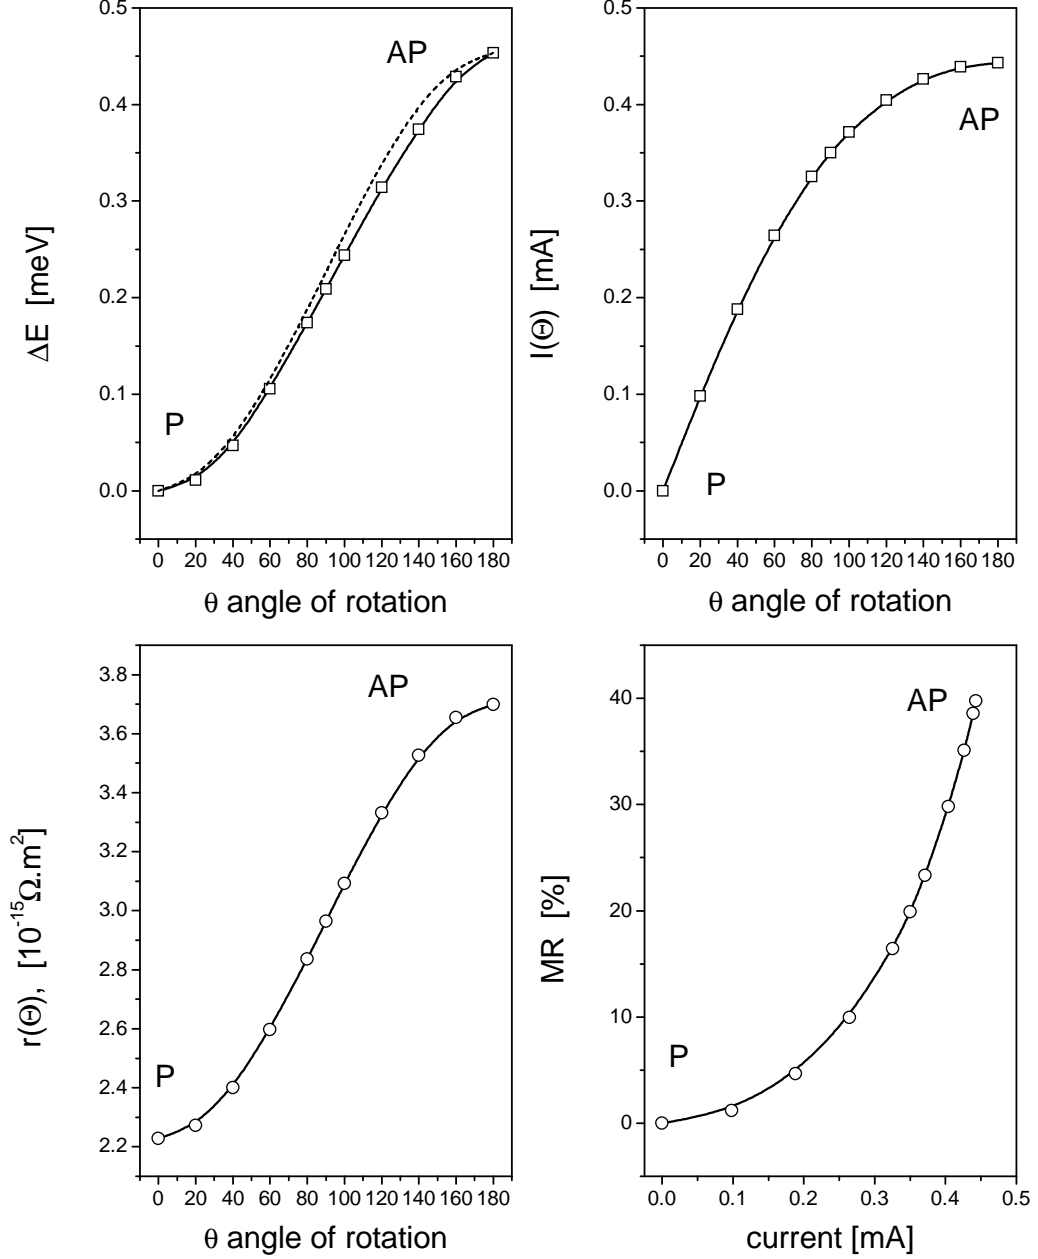 0.5
0.4
0.3
0.2
0.1
0.0
ΔE [meV]
AP
P
0 20 40 60 80 100 120 140 160 180
θ angle of rotation
0.5
0.4
0.3
0.2
0.1
0.0
I(Θ) [mA]
AP
P
0 20 40 60 80 100 120 140 160 180
θ angle of rotation
3.8
3.6
3.4
3.2
3.0
2.8
2.6
2.4
2.2
r(Θ), [10⁻¹⁵Ω.m²]
AP
P
0 20 40 60 80 100 120 140 160 180
θ angle of rotation
40
30
20
10
0
MR [%]
AP
P
0.0 0.1 0.2 0.3 0.4 0.5
current [mA]